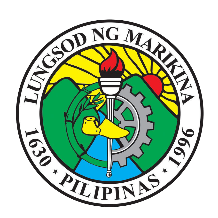 LUNGSOD NG MARIKINA
1630 * PILIPINAS * 1996